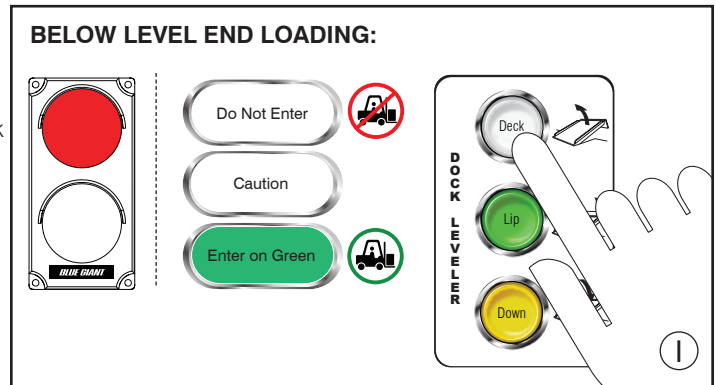 BELOW LEVEL END LOADING:
k
BLUE GIANT
Do Not Enter
Caution
Enter on Green
DOCK LEVELER
Deck
Lip
Down
I